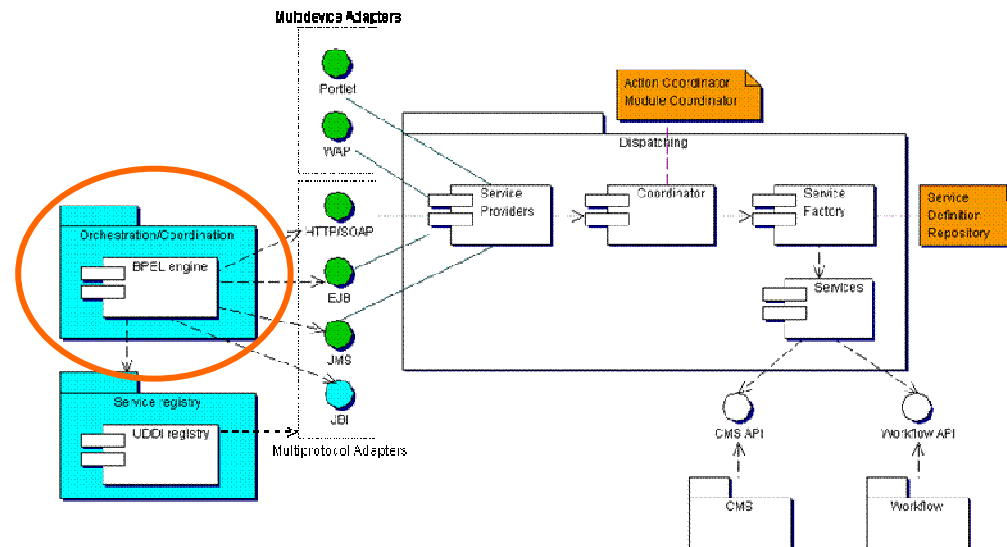 Multidevice Adapters
Portlet
WAP
HTTP/SOAP
EJB
JMS
JBI
Multiprotocol Adapters
Orchestration/Coordination
BPEL engine
Service registry
UDDI registry
Action Coordinator
Module Coordinator
Dispatching
Service
Providers
Coordinator
Service
Factory
Services
Service
Definition
Repository
CMS API
Workflow API
CMS
Workflow